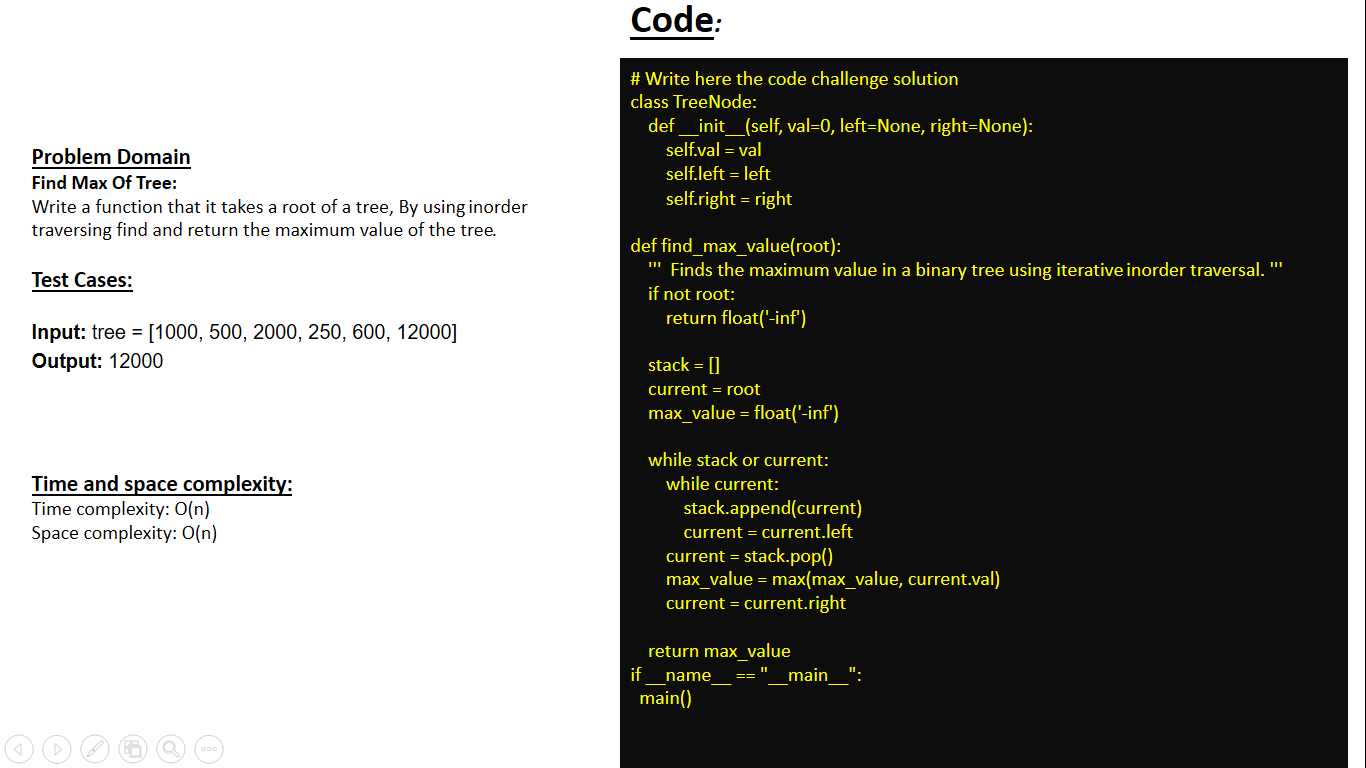 Code:
Problem Domain
Find Max Of Tree:
Write a function that it takes a root of a tree, By using inorder
traversing find and return the maximum value of the tree.
Test Cases:
Input: tree = [1000, 500, 2000, 250, 600, 12000]
Output: 12000
Time and space complexity:
Time complexity: O(n)
Space complexity: O(n)
# Write here the code challenge solution
class TreeNode:
    def __init__(self, val=0, left=None, right=None):
        self.val = val
        self.left = left
        self.right = right
def find_max_value(root):
    '''  Finds the maximum value in a binary tree using iterative inorder traversal. '''
    if not root:
        return float('-inf')
    stack = []
    current = root
    max_value = float('-inf')
    while stack or current:
        while current:
            stack.append(current)
            current = current.left
        current = stack.pop()
        max_value = max(max_value, current.val)
        current = current.right
    return max_value
if __name__ == "__main__":
  main()